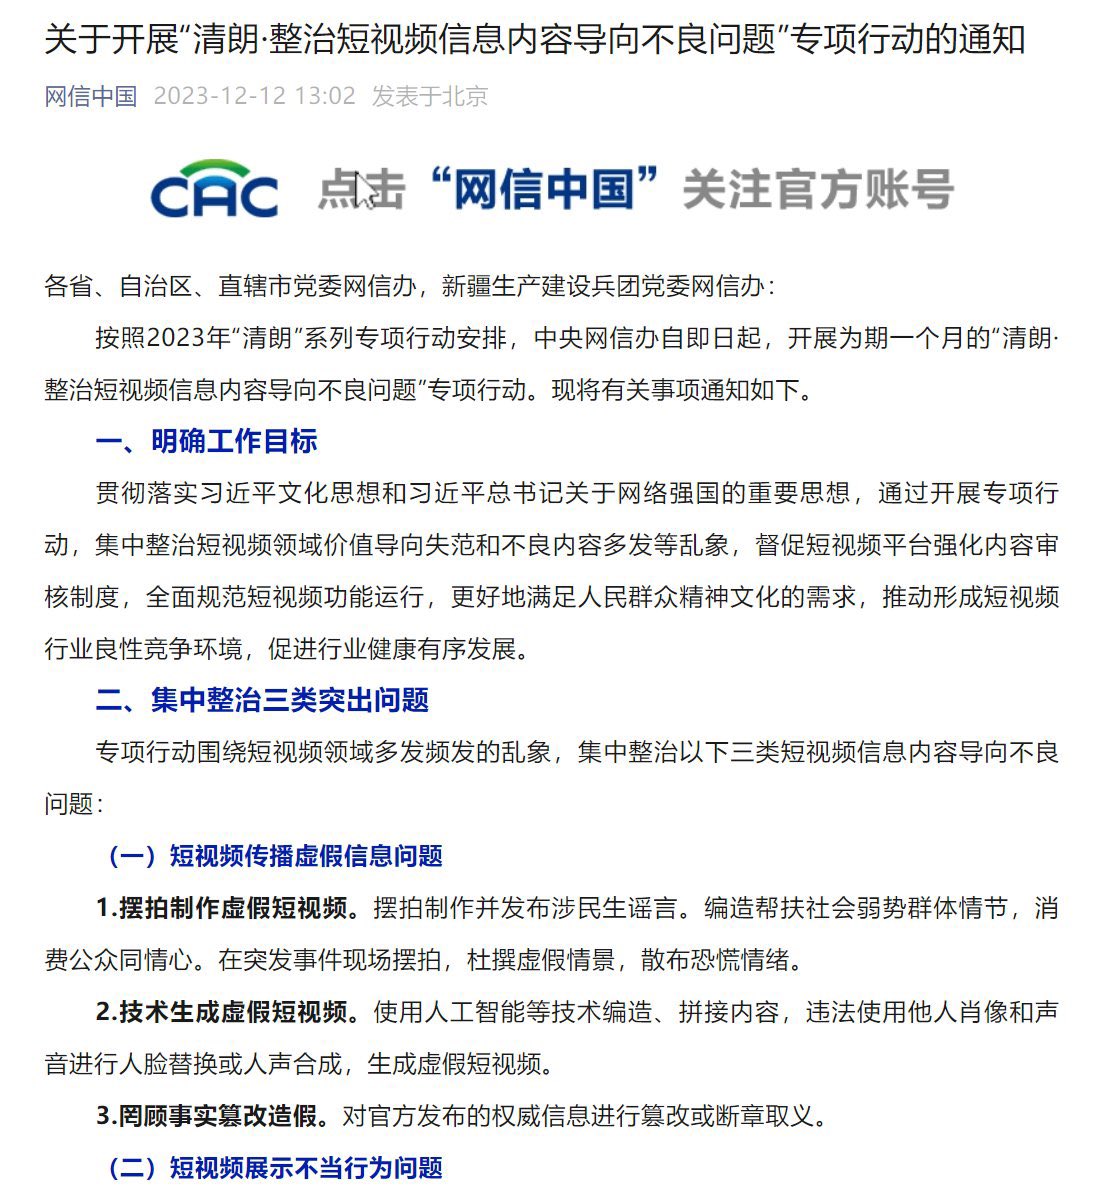 关于开展“清朗·整治短视频信息内容导向不良问题”专项行动的通知
网信中国 2023-12-12 13:02 发表于北京
CAC 点击“网信中国”关注官方账号
各省、自治区、直辖市党委网信办，新疆生产建设兵团党委网信办：
按照2023年“清朗”系列专项行动安排，中央网信办自即日起，开展为期一个月的“清朗·
整治短视频信息内容导向不良问题”专项行动。现将有关事项通知如下。
一、明确工作目标
贯彻落实习近平文化思想和习近平总书记关于网络强国的重要思想，通过开展专项行
动，集中整治短视频领域价值导向失范和不良内容多发等乱象，督促短视频平台强化内容审
核制度，全面规范短视频功能运行，更好地满足人民群众精神文化的需求，推动形成短视频
行业良性竞争环境，促进行业健康有序发展。
二、集中整治三类突出问题
专项行动围绕短视频领域多发频发的乱象，集中整治以下三类短视频信息内容导向不良
问题：
（一）短视频传播虚假信息问题
1.摆拍制作虚假短视频。摆拍制作并发布涉民生谣言。编造帮扶社会弱势群体情节，消
费公众同情心。在突发事件现场摆拍，杜撰虚假情景，散布恐慌情绪。
2.技术生成虚假短视频。使用人工智能等技术编造、拼接内容，违法使用他人肖像和声
音进行人脸替换或人声合成，生成虚假短视频。
3.罔顾事实篡改造假。对官方发布的权威信息进行篡改或断章取义。
（二）短视频展示不当行为问题